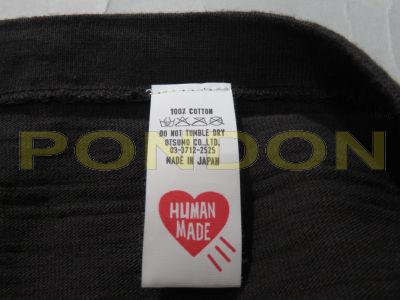 100% COTTON
DO NOT TUMBLE DRY
OTSUMO CO.,LTD.
03-3712-2525
MADE IN JAPAN
PONDON
HUMAN
MADE